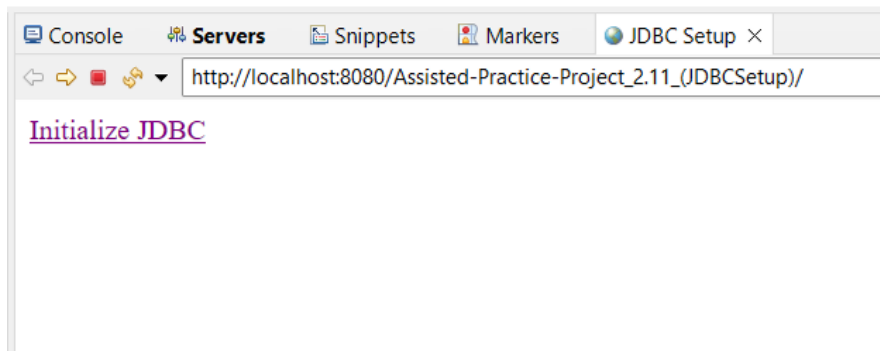 Console Servers Snippets Markers JDBC Setup
http://localhost:8080/Assisted-Practice-Project_2.11_(JDBCSetup)/
Initialize JDBC